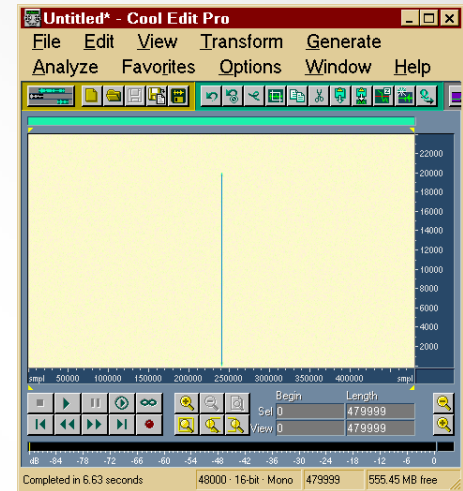 Untitled* - Cool Edit Pro
File Edit View Transform Generate
Analyze Favorites Options Window Help
22000
20000
18000
16000
14000
12000
10000
8000
6000
4000
2000
smpl 50000 100000 150000 200000 250000 300000 350000 400000 smpl
Begin Length
Sel 0 479999
View 0 479999
dB -84 -78 -72 -66 -60 -54 -48 -42 -36 -30 -24 -18 -12 -6 0
Completed in 6.63 seconds 48000 · 16-bit · Mono 479999 555.45 MB free